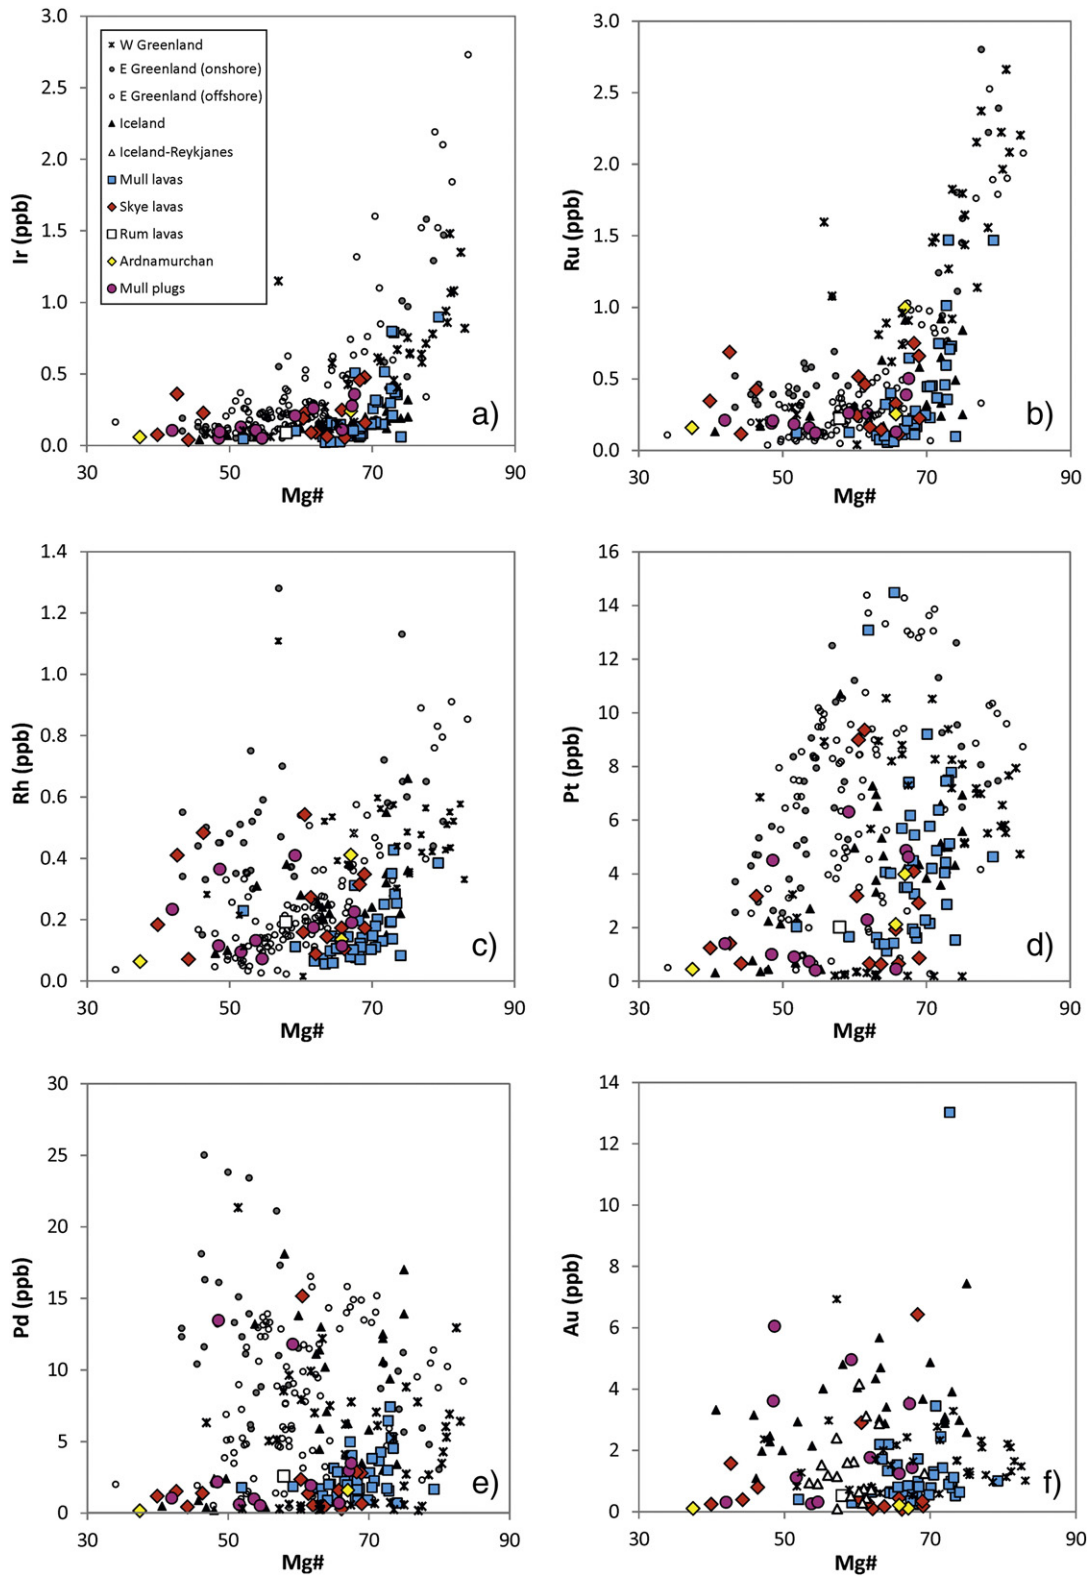 3.0
2.5
2.0
1.5
1.0
0.5
0.0
Ir (ppb)
W Greenland
E Greenland (onshore)
E Greenland (offshore)
Iceland
Iceland-Reykjanes
Mull lavas
Skye lavas
Rum lavas
Ardnamurchan
Mull plugs
a)
30 50 70 90
Mg#
3.0
2.5
2.0
1.5
1.0
0.5
0.0
Ru (ppb)
b)
30 50 70 90
Mg#
1.4
1.2
1.0
0.8
0.6
0.4
0.2
0.0
Rh (ppb)
c)
30 50 70 90
Mg#
16
14
12
10
8
6
4
2
0
Pt (ppb)
d)
30 50 70 90
Mg#
30
25
20
15
10
5
0
Pd (ppb)
e)
30 50 70 90
Mg#
14
12
10
8
6
4
2
0
Au (ppb)
f)
30 50 70 90
Mg#